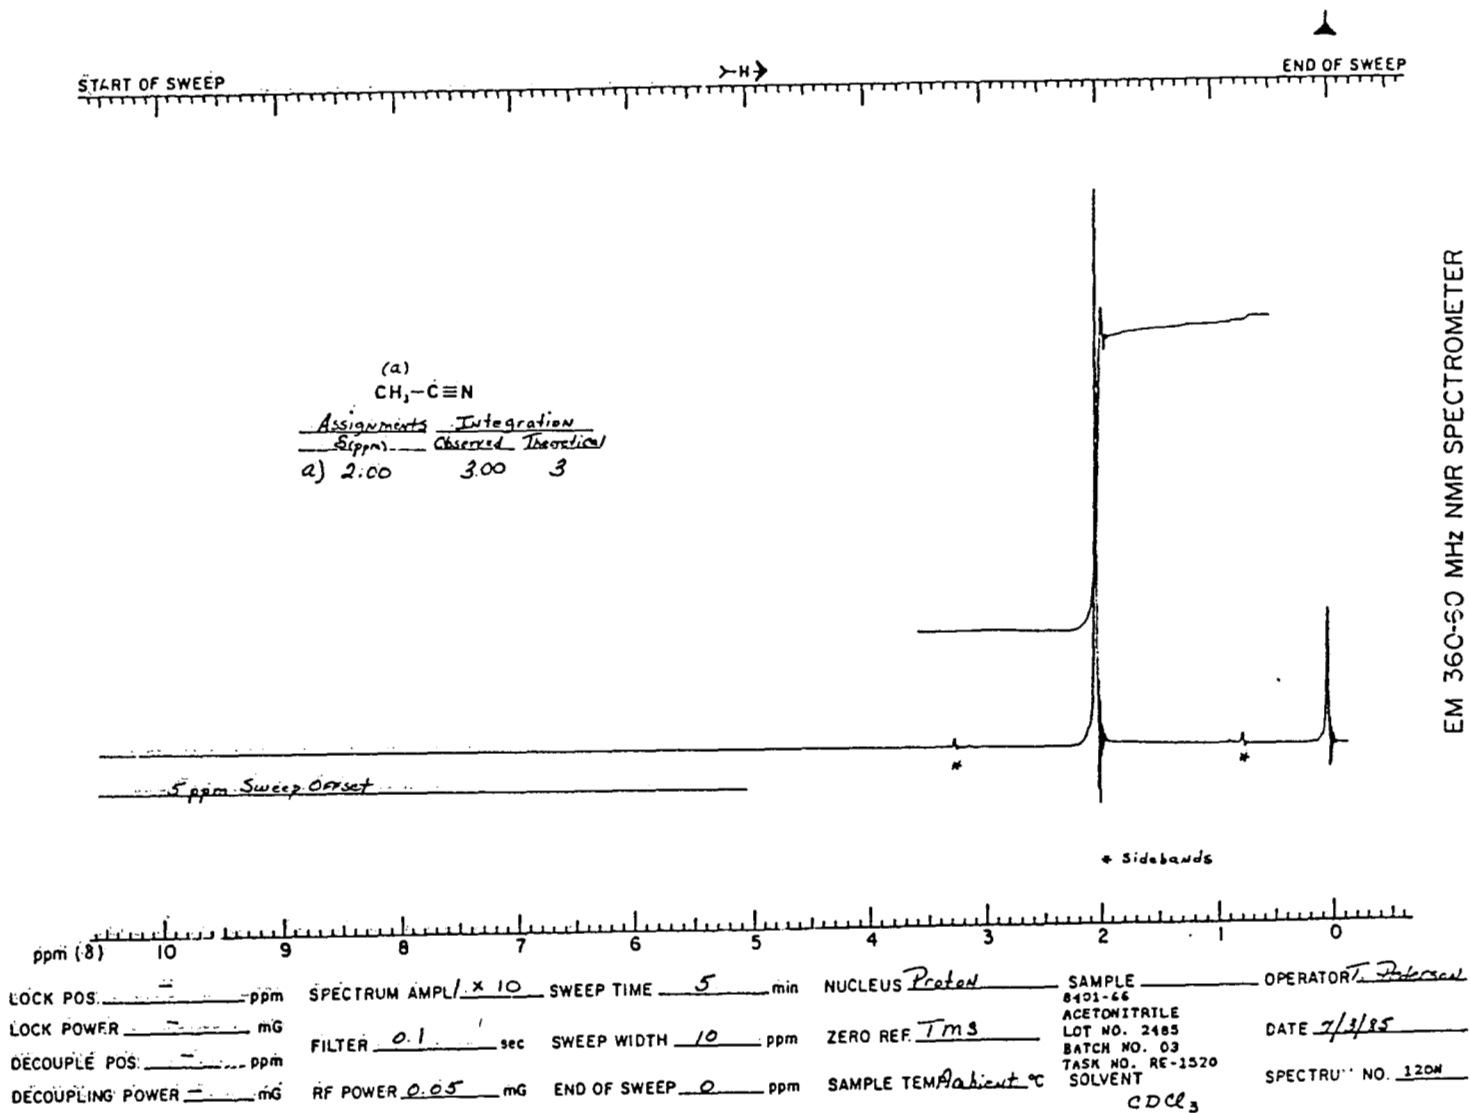 START OF SWEEP
H
END OF SWEEP
(a)
CH₃-C≡N
Assignments Integration
δ(ppm) Observed Theoretical
a) 2.00 3.00 3
5 ppm Sweep Offset
*
*
* Sidebands
EM 360-60 MHz NMR SPECTROMETER
ppm (δ) 10 9 8 7 6 5 4 3 2 1 0
LOCK POS. - ppm SPECTRUM AMPL 1 x 10 SWEEP TIME 5 min NUCLEUS Proton SAMPLE OPERATOR T.
8401-66
ACETONITRILE
LOCK POWER - mG FILTER 0.1 sec SWEEP WIDTH 10 ppm ZERO REF. TMS LOT NO. 2485 DATE 7/3/85
BATCH NO. 03
DECOUPLE POS. - ppm TASK NO. RE-1520
DECOUPLING POWER - mG RF POWER 0.05 mG END OF SWEEP 0 ppm SAMPLE TEMP Ambient °C SOLVENT SPECTRUM NO. 120N
CDCl₃